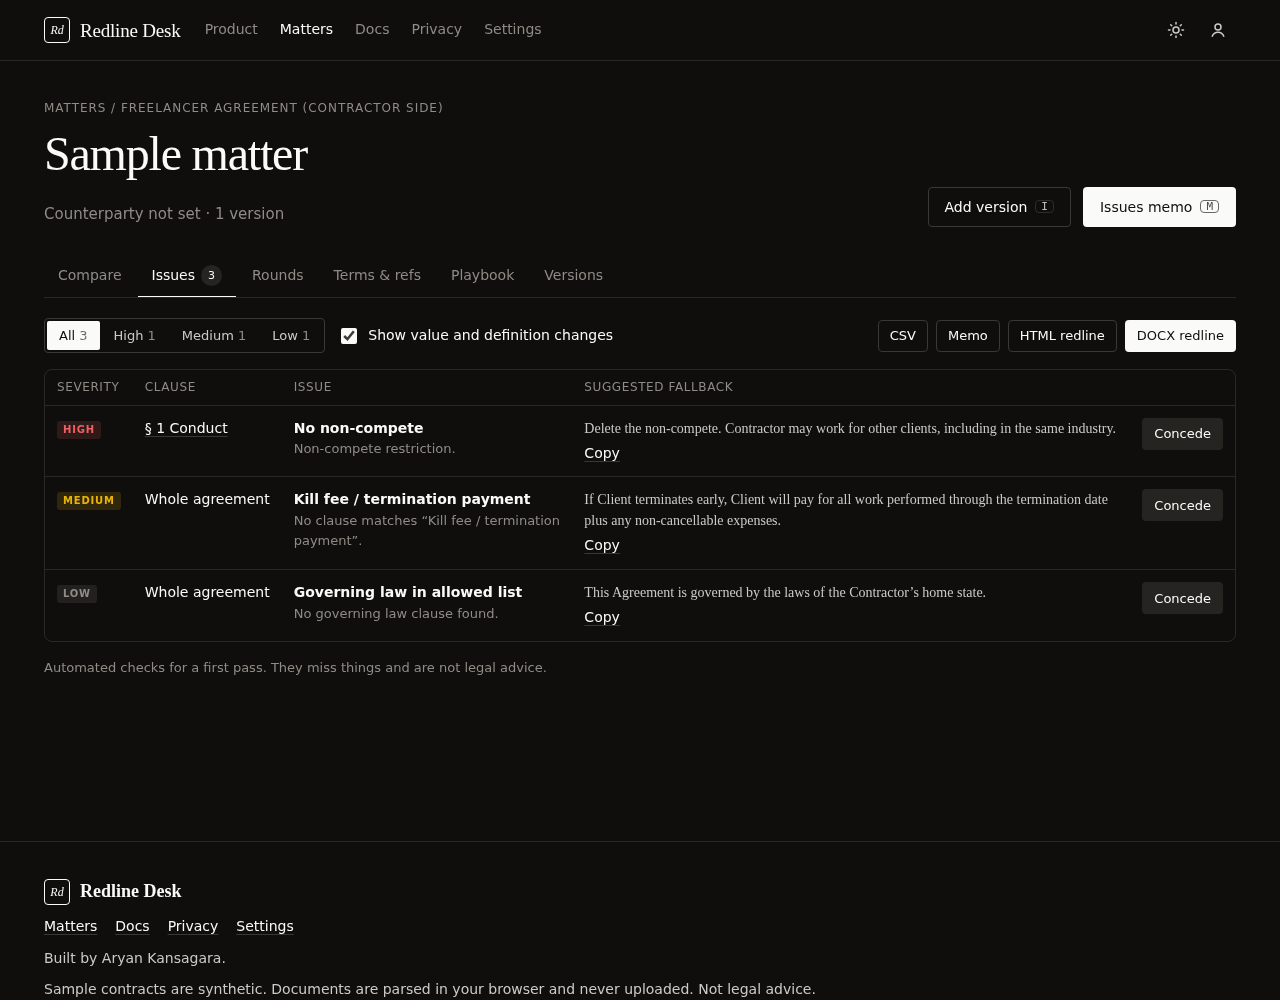 Rd Redline Desk Product Matters Docs Privacy Settings
MATTERS / FREELANCER AGREEMENT (CONTRACTOR SIDE)
Sample matter
Counterparty not set · 1 version
Add version I Issues memo M
Compare Issues 3 Rounds Terms & refs Playbook Versions
All 3 High 1 Medium 1 Low 1 Show value and definition changes CSV Memo HTML redline DOCX redline
SEVERITY CLAUSE ISSUE SUGGESTED FALLBACK
HIGH § 1 Conduct No non-compete Delete the non-compete. Contractor may work for other clients, including in the same industry. Concede
Non-compete restriction.
Copy
MEDIUM Whole agreement Kill fee / termination payment If Client terminates early, Client will pay for all work performed through the termination date Concede
No clause matches “Kill fee / termination plus any non-cancellable expenses.
payment”. Copy
LOW Whole agreement Governing law in allowed list This Agreement is governed by the laws of the Contractor’s home state. Concede
No governing law clause found. Copy
Automated checks for a first pass. They miss things and are not legal advice.
Rd Redline Desk
Matters Docs Privacy Settings
Built by Aryan Kansagara.
Sample contracts are synthetic. Documents are parsed in your browser and never uploaded. Not legal advice.